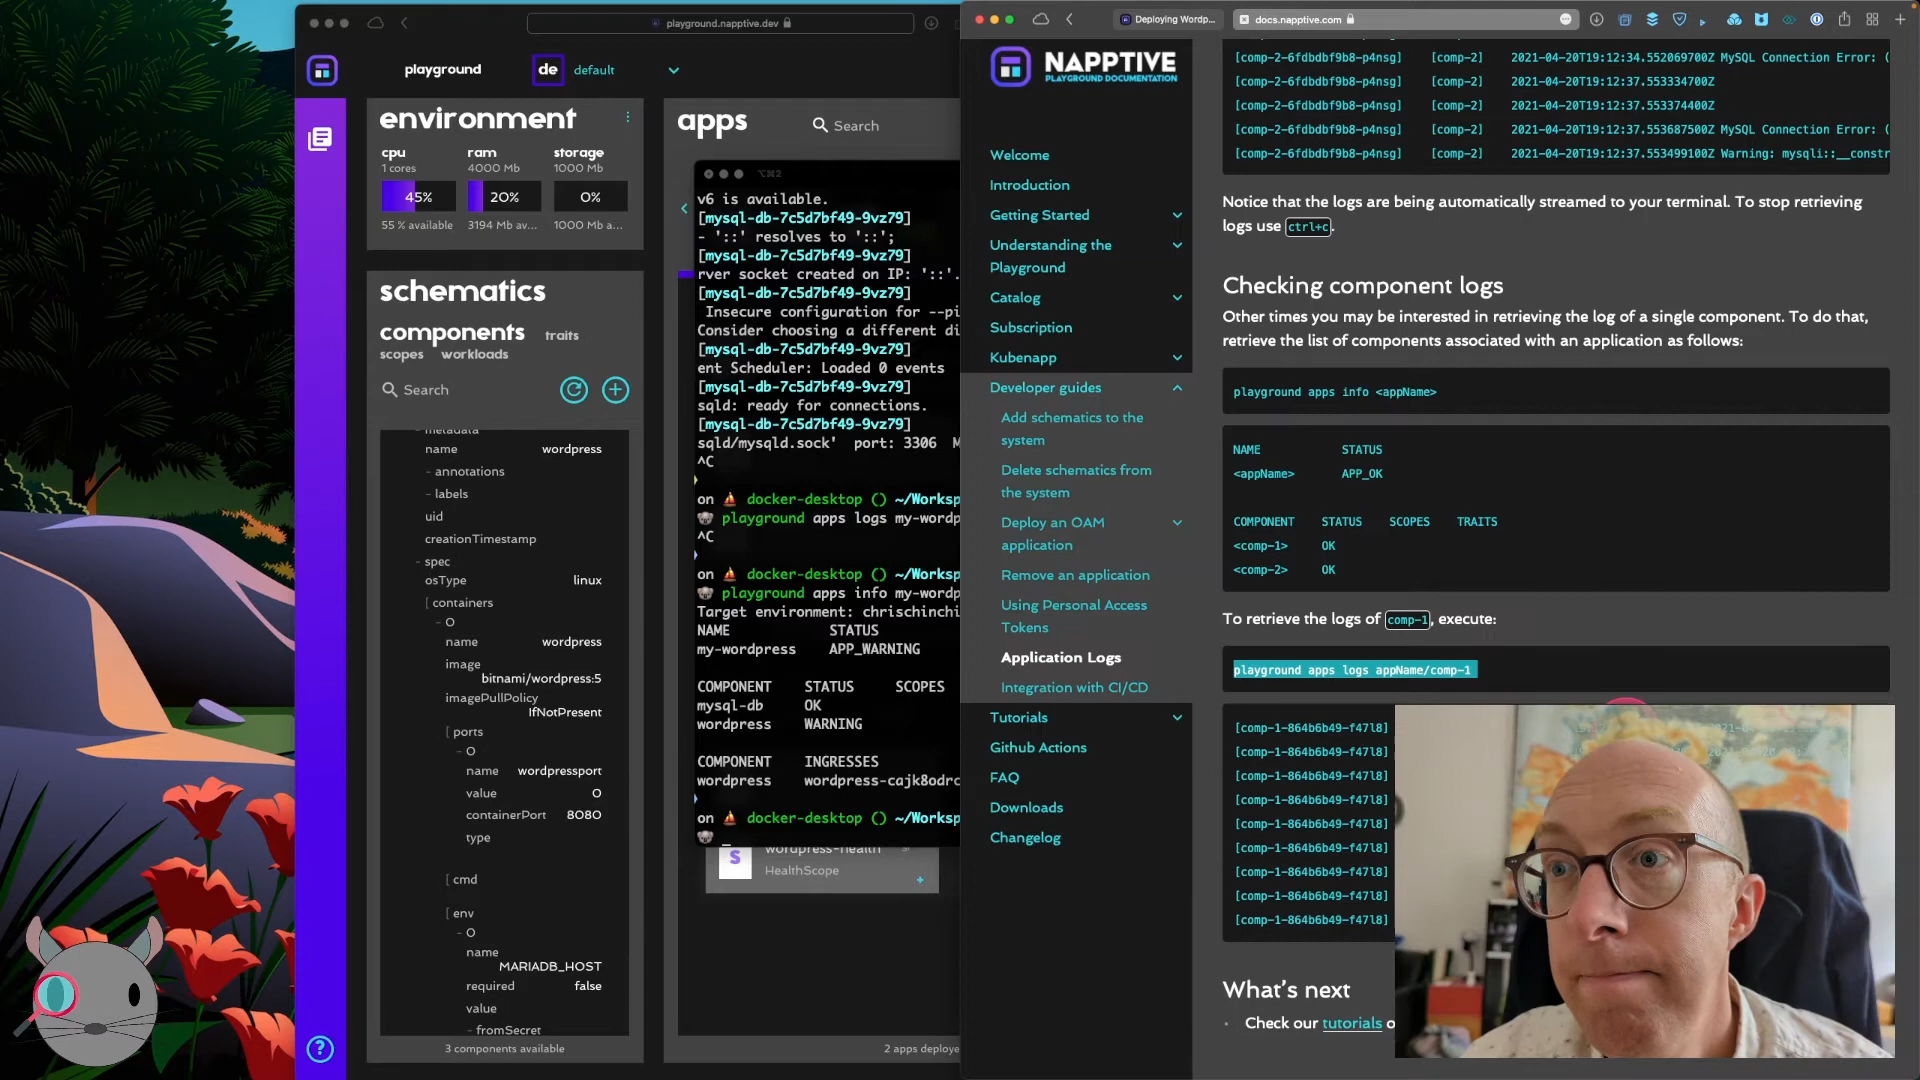 playground.napptive.dev
playground
de
default
environment
cpu
ram
storage
1 cores
4000 Mb
1000 Mb
45%
20%
0%
55 % available
3194 Mb av...
1000 Mb a...
schematics
components
traits
scopes
workloads
Search
metadata
name
wordpress
- annotations
- labels
uid
creationTimestamp
- spec
osType
linux
[ containers
- 0
name
wordpress
image
bitnami/wordpress:5
imagePullPolicy
IfNotPresent
[ ports
- 0
name
wordpressport
value
0
containerPort
8080
type
[ cmd
[ env
- 0
name
MARIADB_HOST
required
false
value
- fromSecret
3 components available
apps
Search
⌥⌘2
v6 is available.
[mysql-db-7c5d7bf49-9vz79]
- '::' resolves to '::';
[mysql-db-7c5d7bf49-9vz79]
rver socket created on IP: '::'.
[mysql-db-7c5d7bf49-9vz79]
Insecure configuration for --pi
Consider choosing a different di
[mysql-db-7c5d7bf49-9vz79]
ent Scheduler: Loaded 0 events
[mysql-db-7c5d7bf49-9vz79]
sqld: ready for connections.
[mysql-db-7c5d7bf49-9vz79]
sqld/mysqld.sock'  port: 3306  M
^C
on docker-desktop () ~/Worksp
playground apps logs my-wordp
^C
on docker-desktop () ~/Worksp
playground apps info my-wordp
Target environment: chrischinchi
NAME STATUS
my-wordpress APP_WARNING
COMPONENT STATUS SCOPES
mysql-db OK
wordpress WARNING
COMPONENT INGRESSES
wordpress wordpress-cajk8odrc
on docker-desktop () ~/Worksp
S
wordpress-health
HealthScope
+
2 apps deploye
Deploying Wordp...
docs.napptive.com
NAPPTIVE
PLAYGROUND DOCUMENTATION
Welcome
Introduction
Getting Started
Understanding the
Playground
Catalog
Subscription
Kubenapp
Developer guides
Add schematics to the
system
Delete schematics from
the system
Deploy an OAM
application
Remove an application
Using Personal Access
Tokens
Application Logs
Integration with CI/CD
Tutorials
Github Actions
FAQ
Downloads
Changelog
[comp-2-6fdbdbf9b8-p4nsg] [comp-2] 2021-04-20T19:12:34.552069700Z MySQL Connection Error: (
[comp-2-6fdbdbf9b8-p4nsg] [comp-2] 2021-04-20T19:12:37.553334700Z
[comp-2-6fdbdbf9b8-p4nsg] [comp-2] 2021-04-20T19:12:37.553374400Z
[comp-2-6fdbdbf9b8-p4nsg] [comp-2] 2021-04-20T19:12:37.553687500Z MySQL Connection Error: (
[comp-2-6fdbdbf9b8-p4nsg] [comp-2] 2021-04-20T19:12:37.553499100Z Warning: mysqli::__constr
Notice that the logs are being automatically streamed to your terminal. To stop retrieving
logs use ctrl+c.
Checking component logs
Other times you may be interested in retrieving the log of a single component. To do that,
retrieve the list of components associated with an application as follows:
playground apps info <appName>
NAME STATUS
<appName> APP_OK
COMPONENT STATUS SCOPES TRAITS
<comp-1> OK
<comp-2> OK
To retrieve the logs of comp-1, execute:
playground apps logs appName/comp-1
[comp-1-864b6b49-f47l8]
[comp-1-864b6b49-f47l8]
[comp-1-864b6b49-f47l8]
[comp-1-864b6b49-f47l8]
[comp-1-864b6b49-f47l8]
[comp-1-864b6b49-f47l8]
[comp-1-864b6b49-f47l8]
[comp-1-864b6b49-f47l8]
[comp-1-864b6b49-f47l8]
What's next
Check our tutorials o
?